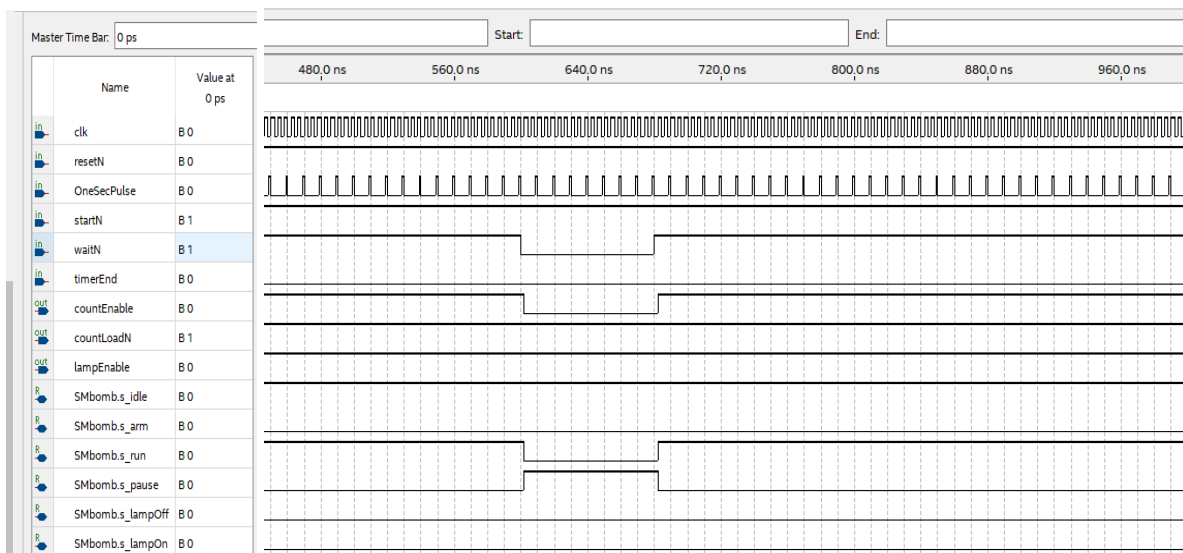 Master Time Bar: 0 ps Start: End:
Name Value at 0 ps 480.0 ns 560.0 ns 640.0 ns 720.0 ns 800.0 ns 880.0 ns 960.0 ns
in clk B 0
in resetN B 0
in OneSecPulse B 0
in startN B 1
in waitN B 1
in timerEnd B 0
out countEnable B 0
out countLoadN B 1
out lampEnable B 0
R SMbomb.s_idle B 0
R SMbomb.s_arm B 0
R SMbomb.s_run B 0
R SMbomb.s_pause B 0
R SMbomb.s_lampOff B 0
R SMbomb.s_lampOn B 0